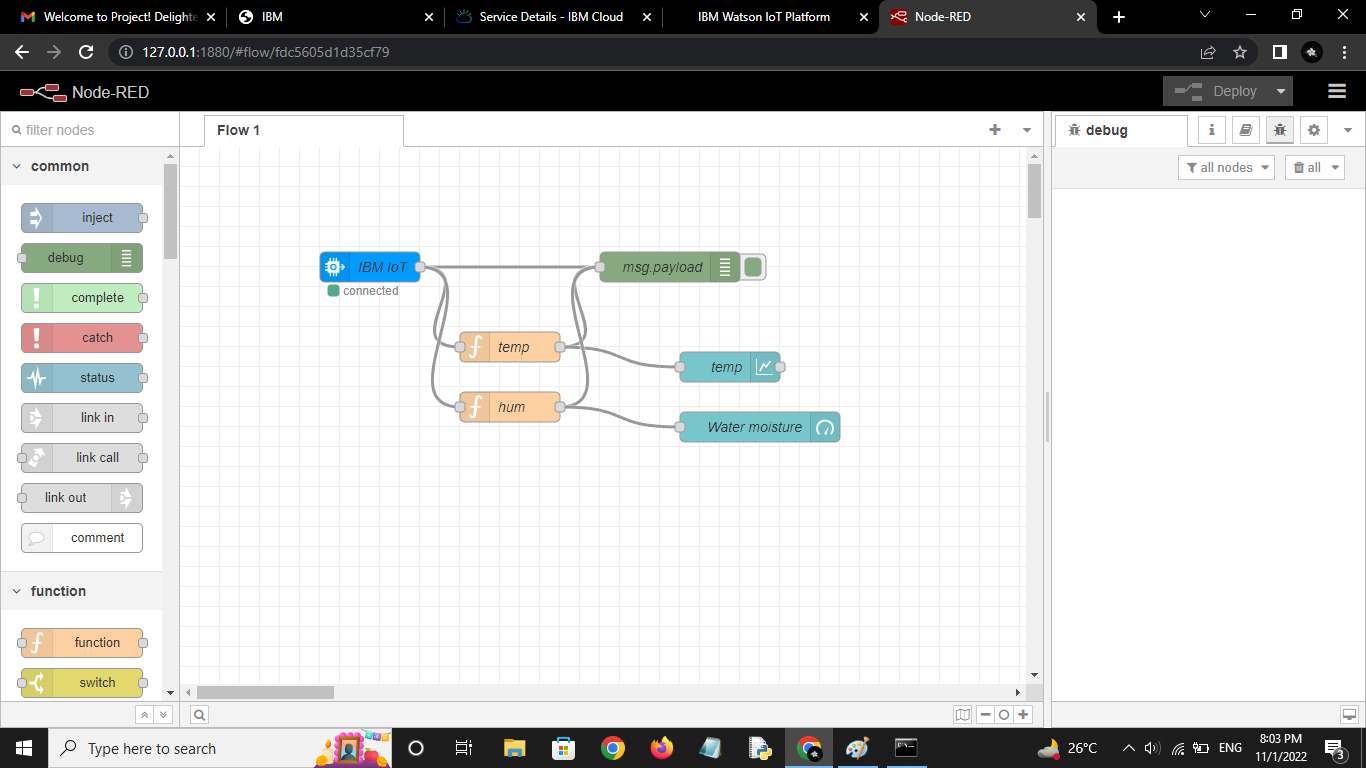 Welcome to Project! Delighte
IBM
Service Details - IBM Cloud
IBM Watson IoT Platform
Node-RED
127.0.0.1:1880/#flow/fdc5605d1d35cf79
Node-RED
Deploy
filter nodes
Flow 1
debug
common
all nodes
all
inject
debug
complete
catch
status
link in
link call
link out
comment
function
function
switch
IBM IoT
connected
msg.payload
temp
temp
hum
Water moisture
Type here to search
26°C
ENG
8:03 PM
11/1/2022
3